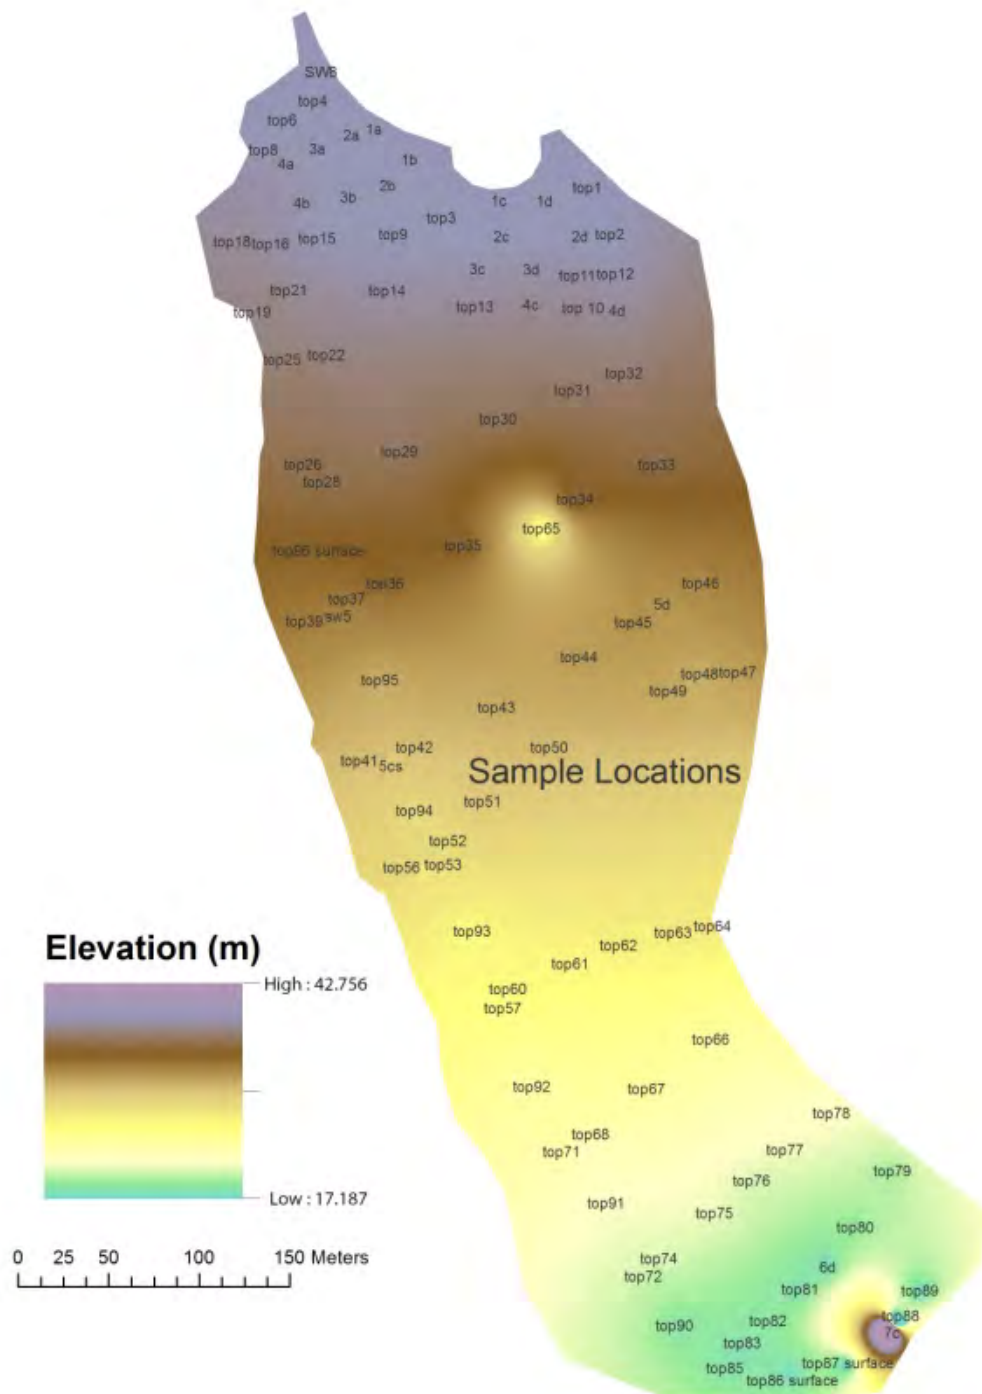 SW6
top4
top6
1a
2a
top8
3a
4a
1b
2b
top1
3b
4b
1c
1d
top3
top9
2c
2d
top2
top18
top16
top15
3c
3d
top11
top12
top21
top14
top19
top13
4c
top 10
4d
top25
top22
top32
top31
top30
top29
top26
top33
top28
top34
top65
top35
top96 surface
top36
top46
top37
5d
top39
sw5
top45
top44
top95
top48
top47
top49
top43
top42
top50
top41
5cs
Sample Locations
top51
top94
top52
top56
top53
top93
top64
top63
top62
Elevation (m)
top61
High : 42.756
top60
top57
top66
top92
top67
top78
top68
top71
top77
top79
top76
Low : 17.187
top91
top75
top80
0 25 50 100 150 Meters
top74
6d
top72
top81
top89
top88
top90
top82
7c
top83
top87 surface
top85
top86 surface